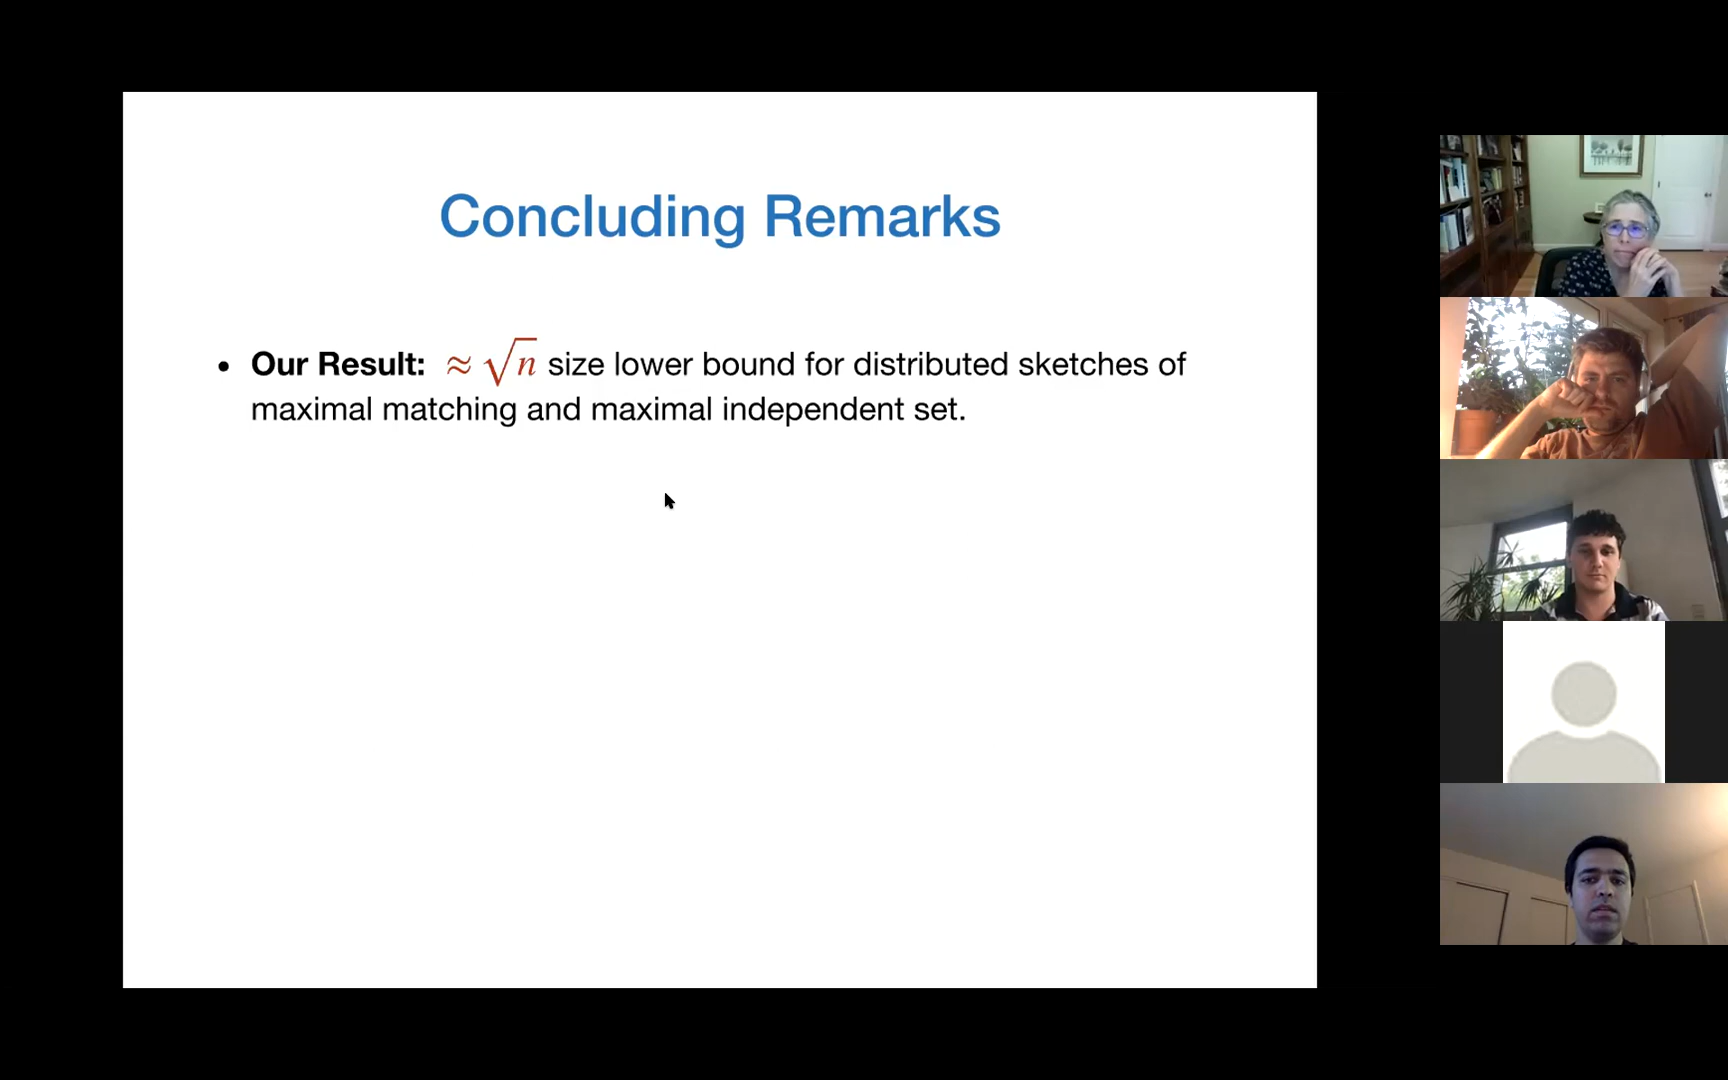 Concluding Remarks
• Our Result: ≈ √n size lower bound for distributed sketches of
maximal matching and maximal independent set.